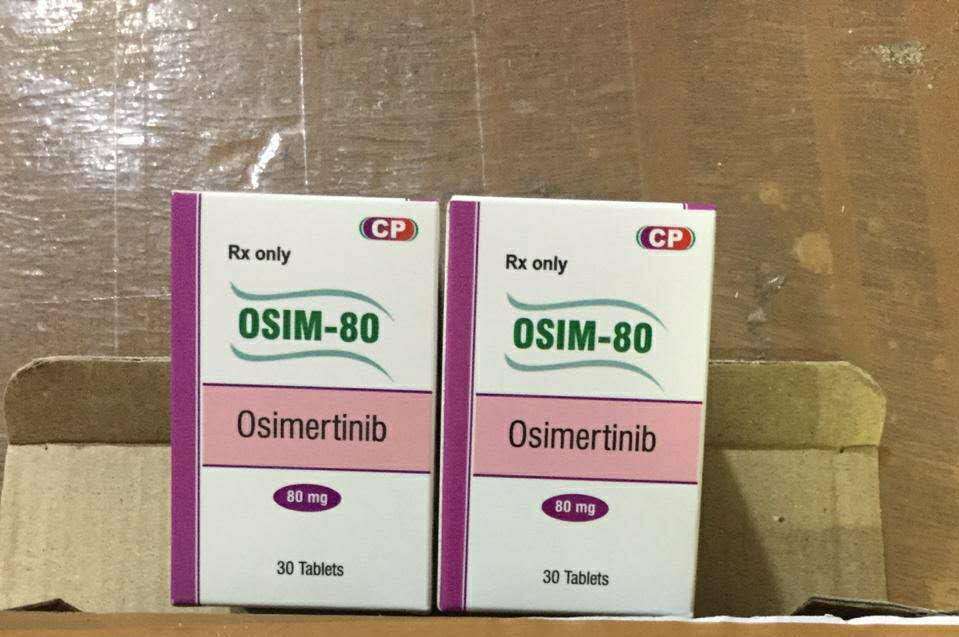 CP
Rx only
OSIM-80
Osimertinib
80 mg
30 Tablets
CP
Rx only
OSIM-80
Osimertinib
80 mg
30 Tablets